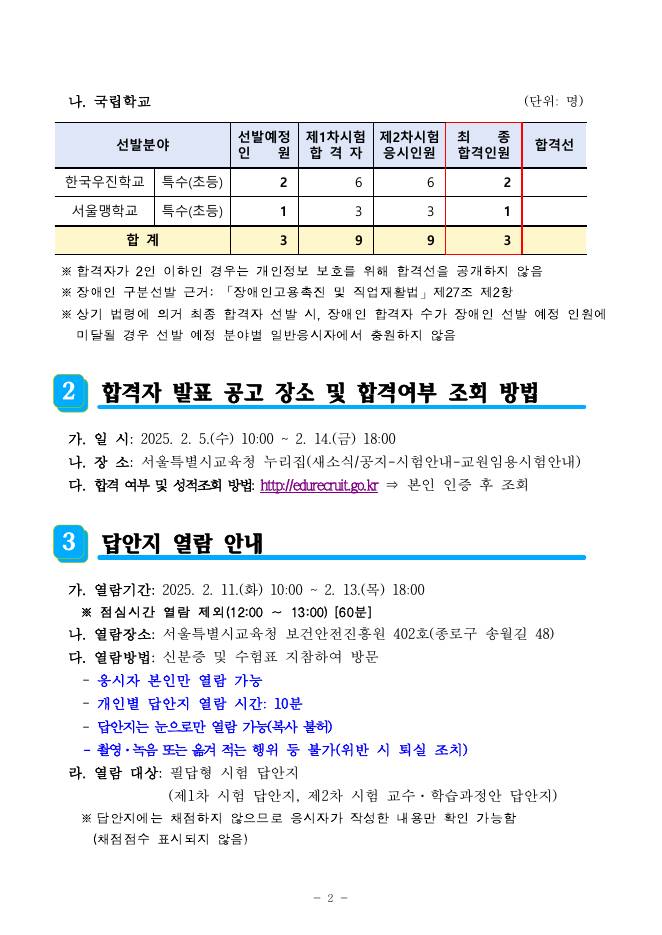 나. 국립학교 (단위: 명)
선발분야 선발예정 인 원 제1차시험 합 격 자 제2차시험 응시인원 최 종 합격인원 합격선
한국우진학교 특수(초등) 2 6 6 2
서울맹학교 특수(초등) 1 3 3 1
합 계 3 9 9 3
※ 합격자가 2인 이하인 경우는 개인정보 보호를 위해 합격선을 공개하지 않음
※ 장애인 구분선발 근거: 「장애인고용촉진 및 직업재활법」제27조 제2항
※ 상기 법령에 의거 최종 합격자 선발 시, 장애인 합격자 수가 장애인 선발 예정 인원에
미달될 경우 선발 예정 분야별 일반응시자에서 충원하지 않음
2 합격자 발표 공고 장소 및 합격여부 조회 방법
가. 일 시: 2025. 2. 5.(수) 10:00 ~ 2. 14.(금) 18:00
나. 장 소: 서울특별시교육청 누리집(새소식/공지-시험안내-교원임용시험안내)
다. 합격 여부 및 성적조회 방법: http://edurecruit.go.kr ⇒ 본인 인증 후 조회
3 답안지 열람 안내
가. 열람기간: 2025. 2. 11.(화) 10:00 ~ 2. 13.(목) 18:00
※ 점심시간 열람 제외(12:00 ~ 13:00) [60분]
나. 열람장소: 서울특별시교육청 보건안전진흥원 402호(종로구 송월길 48)
다. 열람방법: 신분증 및 수험표 지참하여 방문
- 응시자 본인만 열람 가능
- 개인별 답안지 열람 시간: 10분
- 답안지는 눈으로만 열람 가능(복사 불허)
- 촬영·녹음 또는 옮겨 적는 행위 등 불가(위반 시 퇴실 조치)
라. 열람 대상: 필답형 시험 답안지
(제1차 시험 답안지, 제2차 시험 교수·학습과정안 답안지)
※ 답안지에는 채점하지 않으므로 응시자가 작성한 내용만 확인 가능함
(채점점수 표시되지 않음)
- 2 -